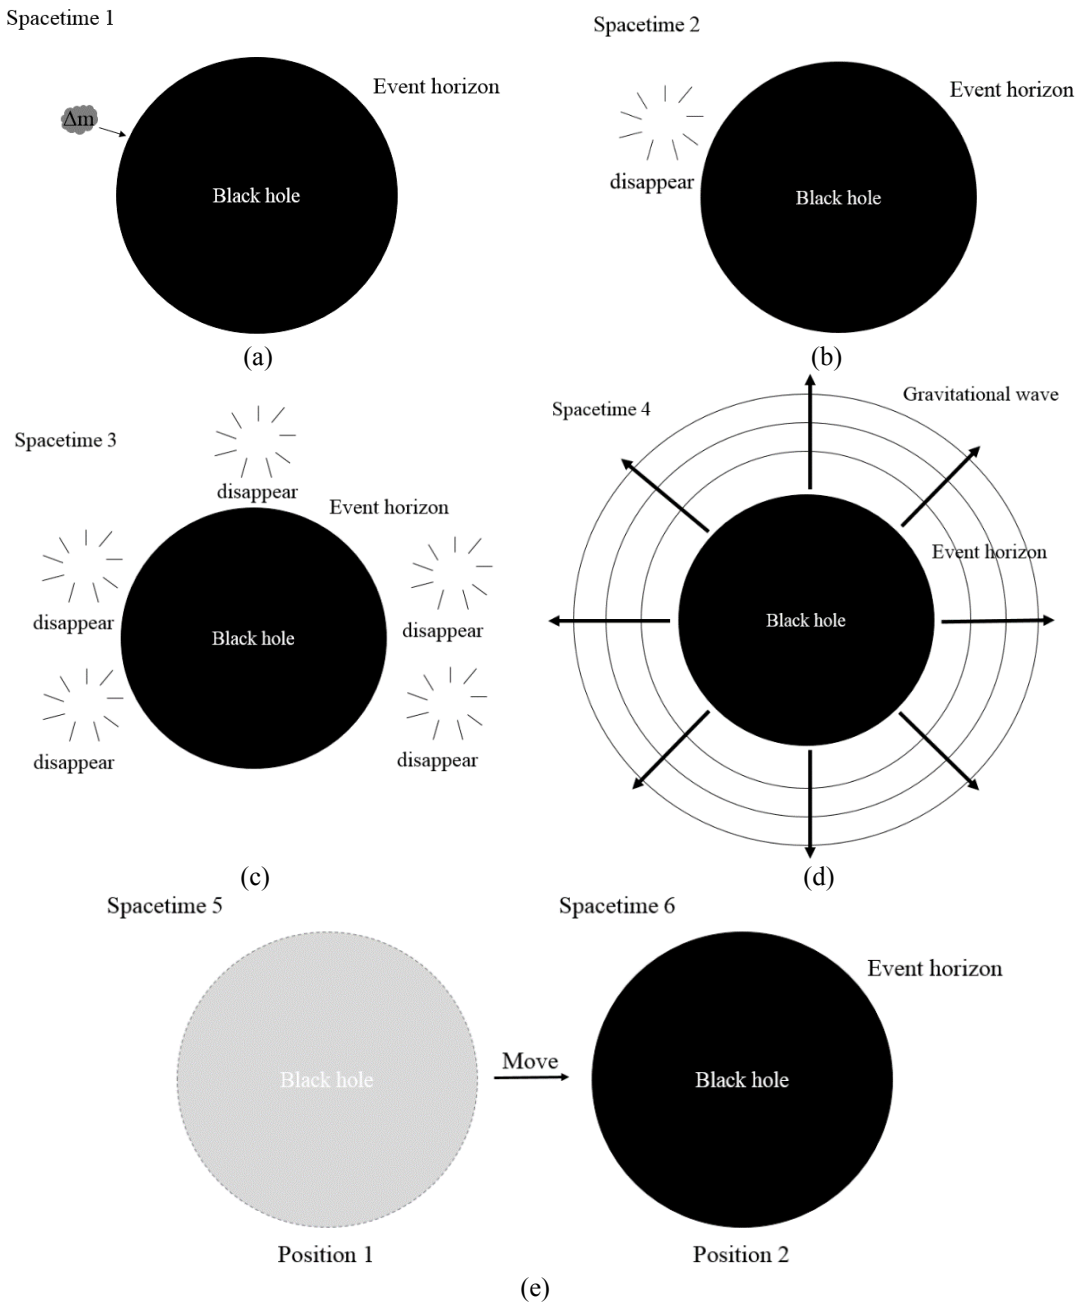 Spacetime 1
Event horizon
Δm
Black hole
(a)
Spacetime 2
Event horizon
disappear
Black hole
(b)
Spacetime 3
disappear
Event horizon
disappear
disappear
Black hole
disappear
disappear
(c)
Spacetime 4
Gravitational wave
Event horizon
Black hole
(d)
Spacetime 5
Black hole
Position 1
Move
Spacetime 6
Event horizon
Black hole
Position 2
(e)